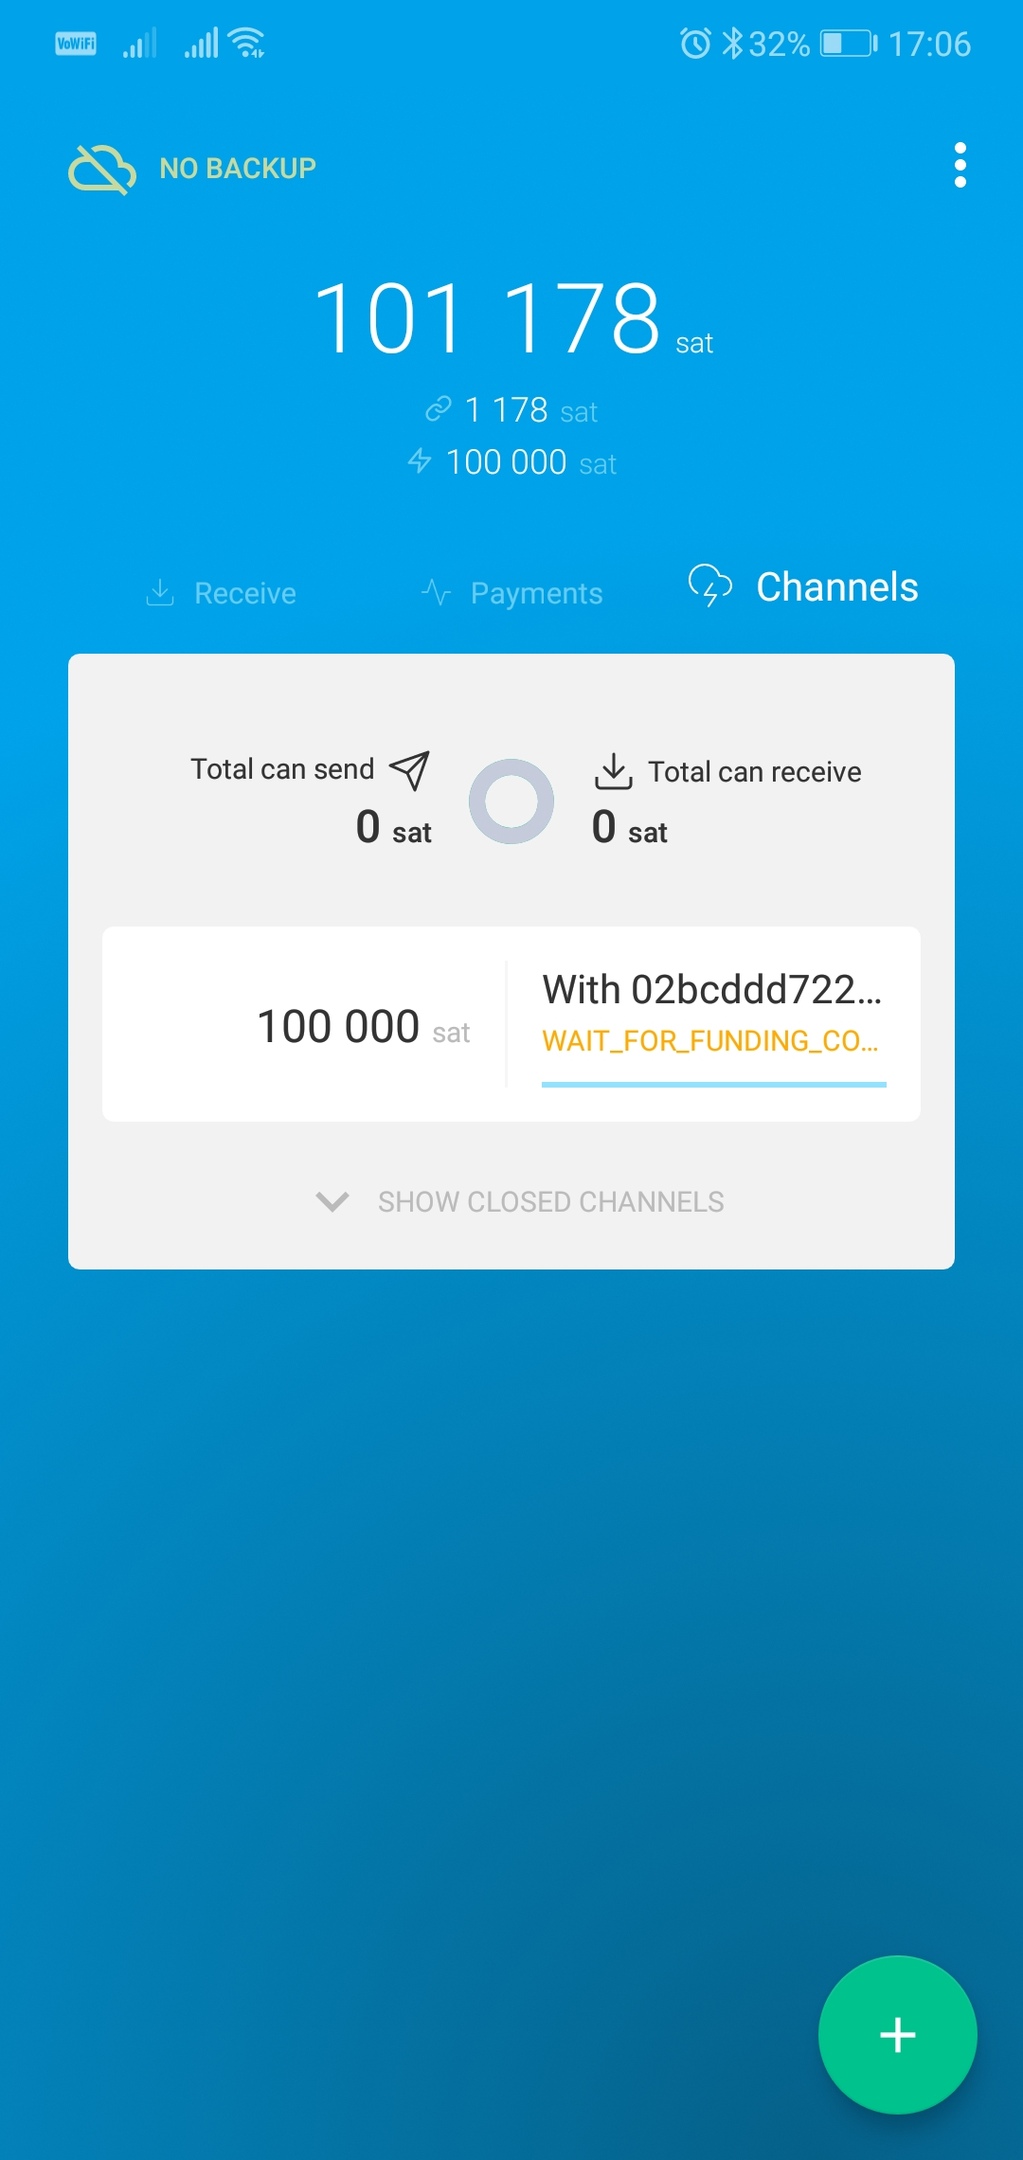 VoWiFi 32% 17:06
NO BACKUP
101 178 sat
1 178 sat
100 000 sat
Receive Payments Channels
Total can send Total can receive
0 sat 0 sat
With 02bcddd722...
100 000 sat
WAIT_FOR_FUNDING_CO...
SHOW CLOSED CHANNELS
+